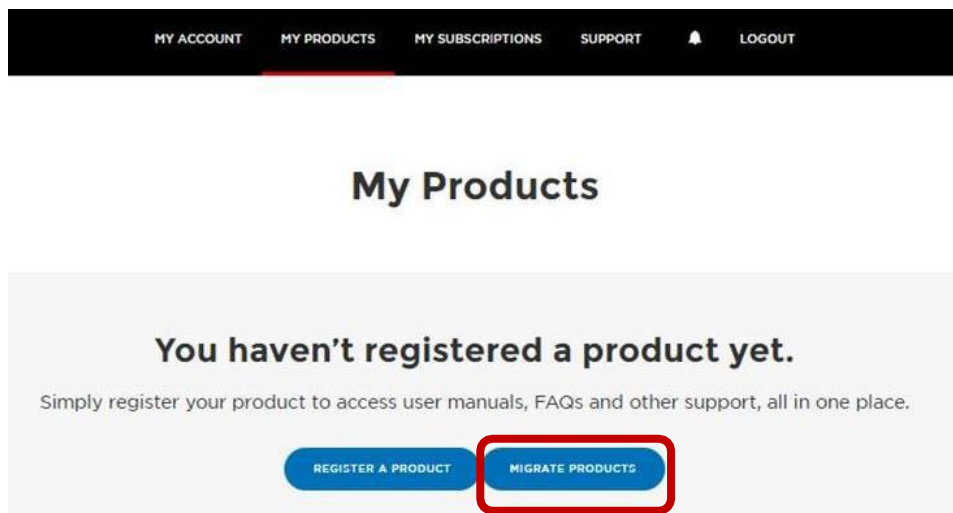 MY ACCOUNT MY PRODUCTS MY SUBSCRIPTIONS SUPPORT LOGOUT
My Products
You haven't registered a product yet.
Simply register your product to access user manuals, FAQs and other support, all in one place.
REGISTER A PRODUCT MIGRATE PRODUCTS